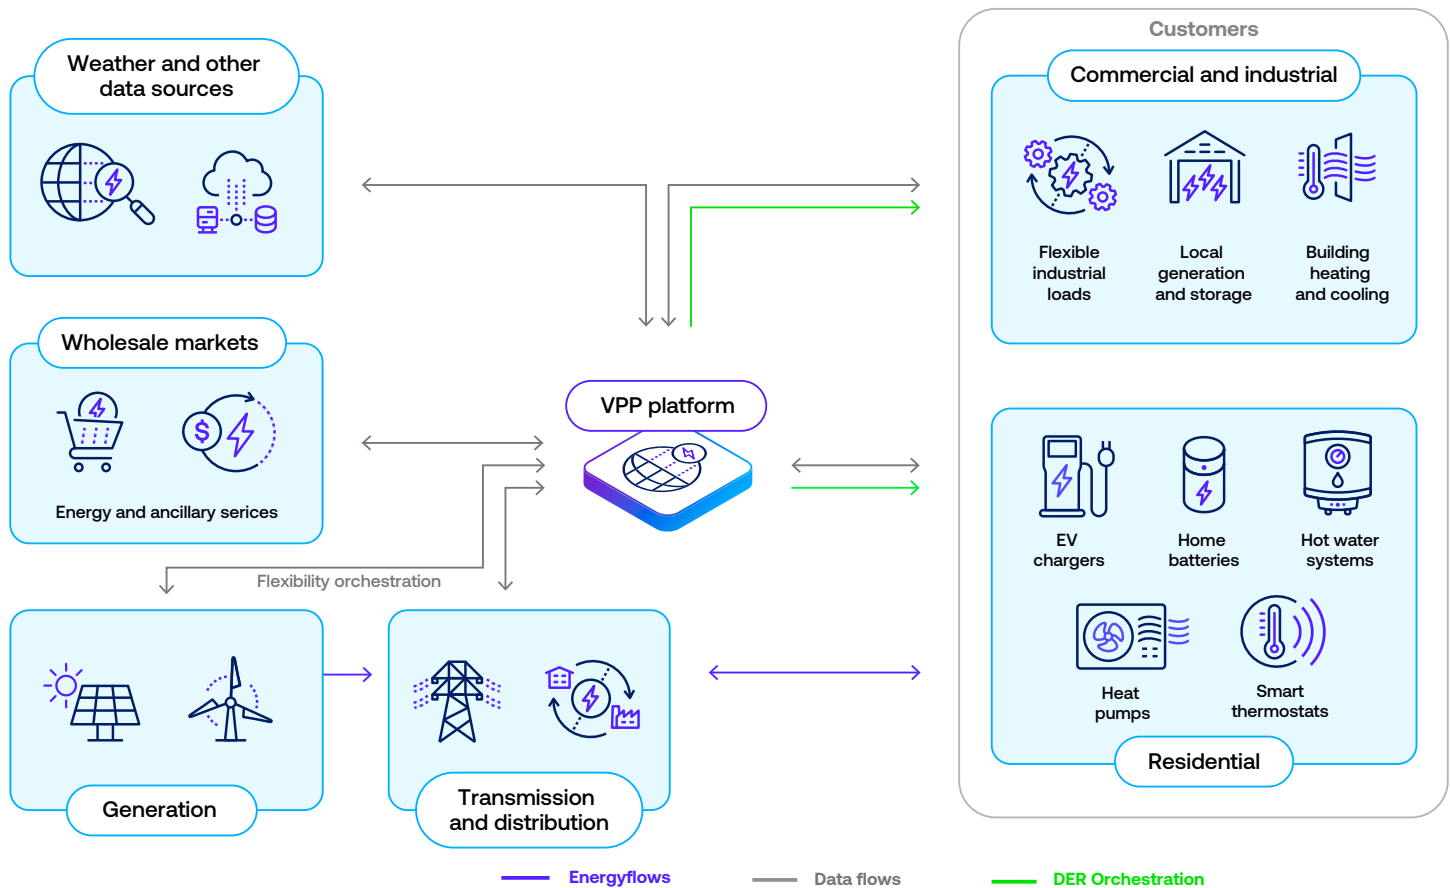 Customers
Weather and other
data sources
Commercial and industrial
Flexible
industrial
loads
Local
generation
and storage
Building
heating
and cooling
Wholesale markets
$
Energy and ancillary serices
VPP platform
Flexibility orchestration
EV
chargers
Home
batteries
Hot water
systems
Heat
pumps
Smart
thermostats
Residential
Generation
Transmission
and distribution
Energyflows
Data flows
DER Orchestration